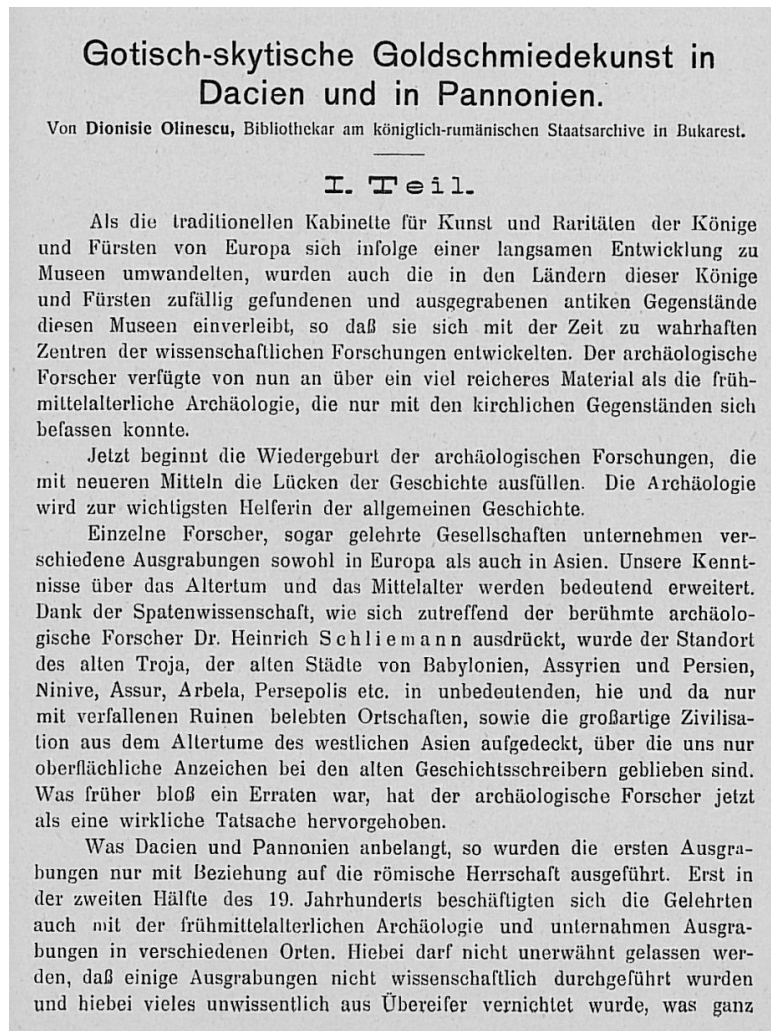 Gotisch-skytische Goldschmiedekunst in
Dacien und in Pannonien.
Von Dionisie Olinescu, Bibliothekar am königlich-rumänischen Staatsarchive in Bukarest.
I. Teil.
Als die traditionellen Kabinette für Kunst und Raritäten der Könige
und Fürsten von Europa sich infolge einer langsamen Entwicklung zu
Museen umwandelten, wurden auch die in den Ländern dieser Könige
und Fürsten zufällig gefundenen und ausgegrabenen antiken Gegenstände
diesen Museen einverleibt, so daß sie sich mit der Zeit zu wahrhaften
Zentren der wissenschaftlichen Forschungen entwickelten. Der archäologische
Forscher verfügte von nun an über ein viel reicheres Material als die früh-
mittelalterliche Archäologie, die nur mit den kirchlichen Gegenständen sich
befassen konnte.
Jetzt beginnt die Wiedergeburt der archäologischen Forschungen, die
mit neueren Mitteln die Lücken der Geschichte ausfüllen. Die Archäologie
wird zur wichtigsten Helferin der allgemeinen Geschichte.
Einzelne Forscher, sogar gelehrte Gesellschaften unternehmen ver-
schiedene Ausgrabungen sowohl in Europa als auch in Asien. Unsere Kennt-
nisse über das Altertum und das Mittelalter werden bedeutend erweitert.
Dank der Spatenwissenschaft, wie sich zutreffend der berühmte archäolo-
gische Forscher Dr. Heinrich Schliemann ausdrückt, wurde der Standort
des alten Troja, der alten Städte von Babylonien, Assyrien und Persien,
Ninive, Assur, Arbela, Persepolis etc. in unbedeutenden, hie und da nur
mit verfallenen Ruinen belebten Ortschaften, sowie die großartige Zivilisa-
tion aus dem Altertume des westlichen Asien aufgedeckt, über die uns nur
oberflächliche Anzeichen bei den alten Geschichtsschreibern geblieben sind.
Was früher bloß ein Erraten war, hat der archäologische Forscher jetzt
als eine wirkliche Tatsache hervorgehoben.
Was Dacien und Pannonien anbelangt, so wurden die ersten Ausgra-
bungen nur mit Beziehung auf die römische Herrschaft ausgeführt. Erst in
der zweiten Hälfte des 19. Jahrhunderts beschäftigten sich die Gelehrten
auch mit der frühmittelalterlichen Archäologie und unternahmen Ausgra-
bungen in verschiedenen Orten. Hiebei darf nicht unerwähnt gelassen wer-
den, daß einige Ausgrabungen nicht wissenschaftlich durchgeführt wurden
und hiebei vieles unwissentlich aus Übereifer vernichtet wurde, was ganz